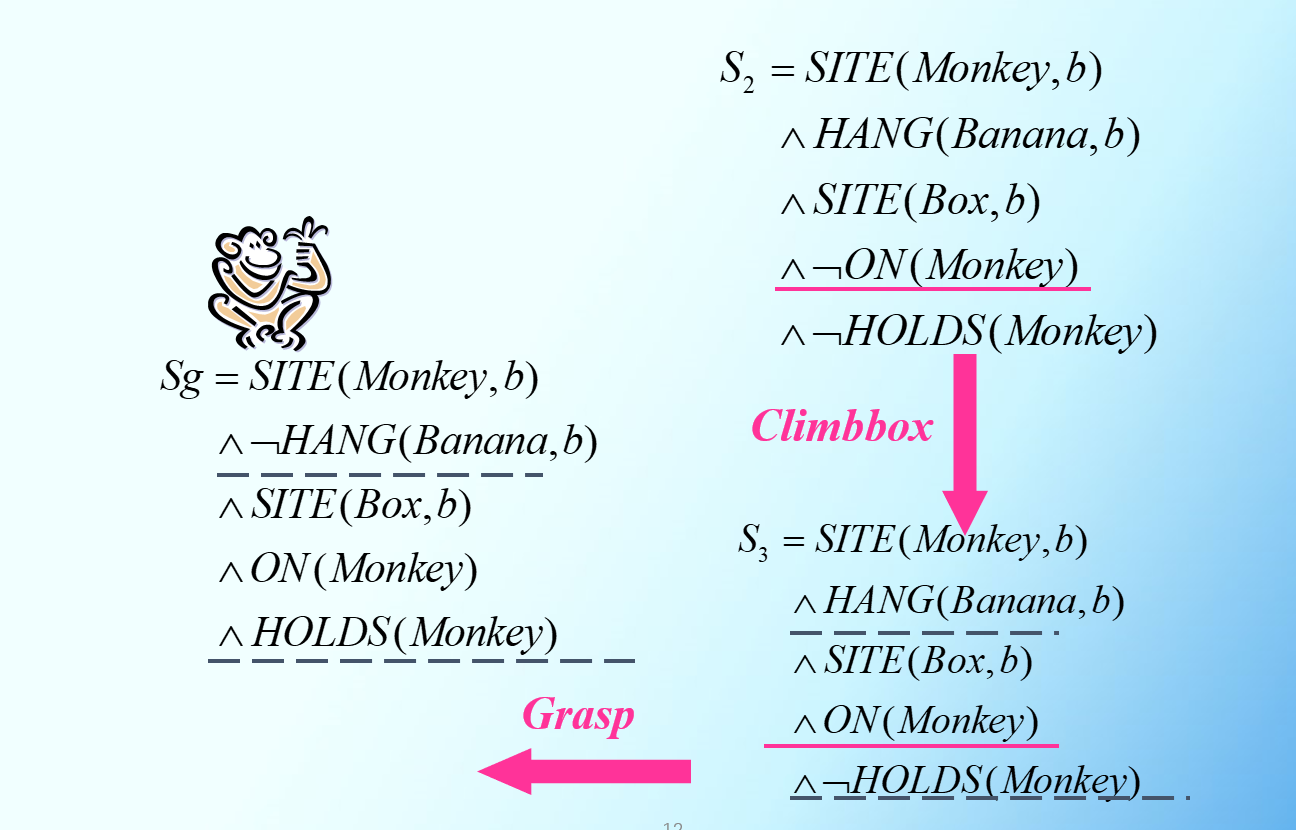 S₂ = SITE(Monkey, b)
∧ HANG(Banana, b)
∧ SITE(Box, b)
∧ ¬ON(Monkey)
∧ ¬HOLDS(Monkey)
Climbbox
S₃ = SITE(Monkey, b)
∧ HANG(Banana, b)
∧ SITE(Box, b)
∧ ON(Monkey)
∧ ¬HOLDS(Monkey)
Grasp
Sg = SITE(Monkey, b)
∧ ¬HANG(Banana, b)
∧ SITE(Box, b)
∧ ON(Monkey)
∧ HOLDS(Monkey)
12